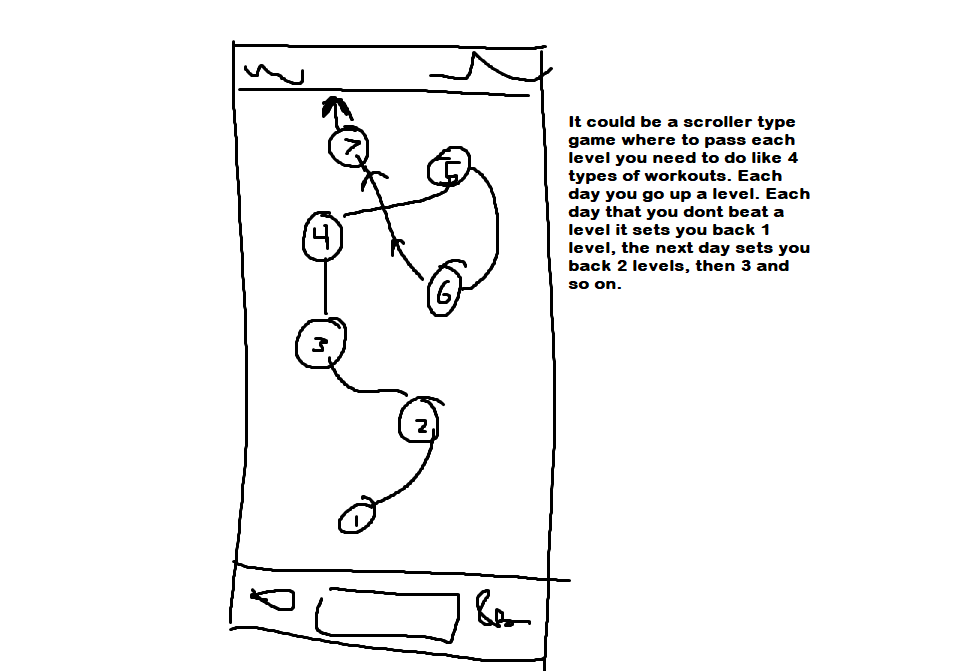 It could be a scroller type
game where to pass each
level you need to do like 4
types of workouts. Each
day you go up a level. Each
day that you dont beat a
level it sets you back 1
level, the next day sets you
back 2 levels, then 3 and
so on.
7
5
4
6
3
2
1